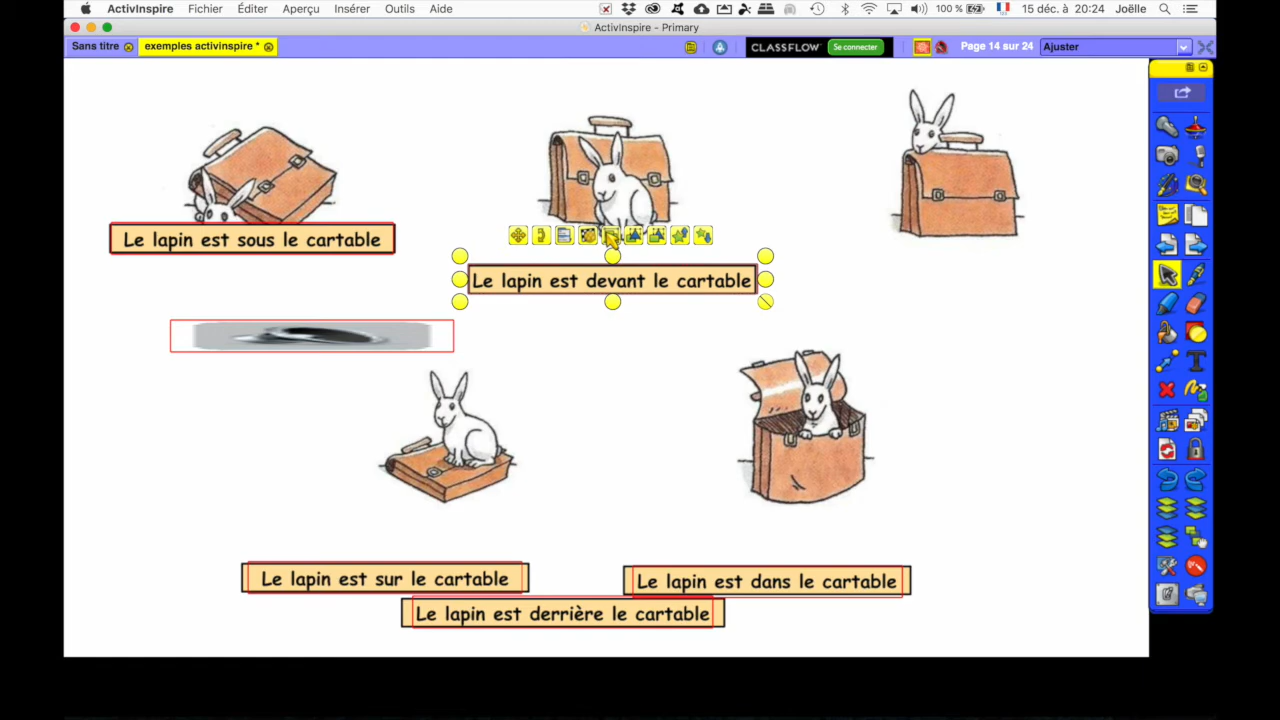 ActivInspire Fichier Éditer Aperçu Insérer Outils Aide 100 % 15 déc. à 20:24 Joëlle
ActivInspire - Primary
Sans titre exemples activinspire * CLASSFLOW Se connecter Page 14 sur 24 Ajuster
Le lapin est sous le cartable
Le lapin est devant le cartable
Le lapin est sur le cartable
Le lapin est dans le cartable
Le lapin est derrière le cartable